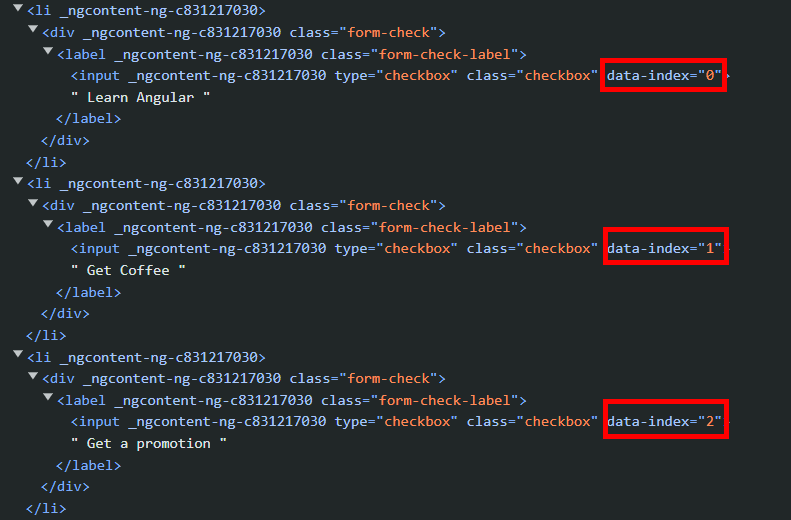 <li _ngcontent-ng-c831217030>
<div _ngcontent-ng-c831217030 class="form-check">
<label _ngcontent-ng-c831217030 class="form-check-label">
<input _ngcontent-ng-c831217030 type="checkbox" class="checkbox" data-index="0">
" Learn Angular "
</label>
</div>
</li>
<li _ngcontent-ng-c831217030>
<div _ngcontent-ng-c831217030 class="form-check">
<label _ngcontent-ng-c831217030 class="form-check-label">
<input _ngcontent-ng-c831217030 type="checkbox" class="checkbox" data-index="1">
" Get Coffee "
</label>
</div>
</li>
<li _ngcontent-ng-c831217030>
<div _ngcontent-ng-c831217030 class="form-check">
<label _ngcontent-ng-c831217030 class="form-check-label">
<input _ngcontent-ng-c831217030 type="checkbox" class="checkbox" data-index="2">
" Get a promotion "
</label>
</div>
</li>